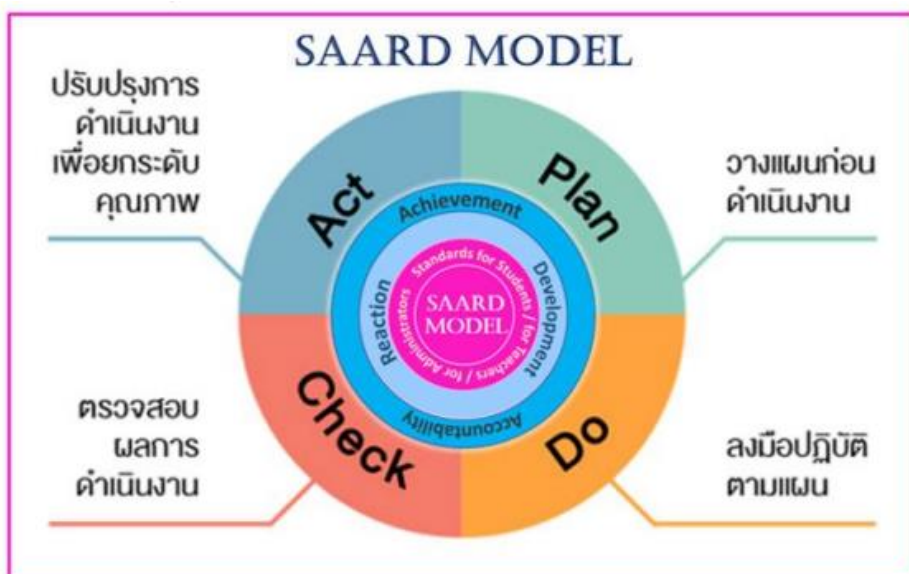 SAARD MODEL
ปรับปรุงการ
ดำเนินงาน
เพื่อยกระดับ
คุณภาพ
Act
Plan
วางแผนก่อน
ดำเนินงาน
Achievement
Reaction
Standards for Students / for Teachers / for Administrators
Development
SAARD
MODEL
Accountability
ตรวจสอบ
ผลการ
ดำเนินงาน
Check
Do
ลงมือปฏิบัติ
ตามแผน